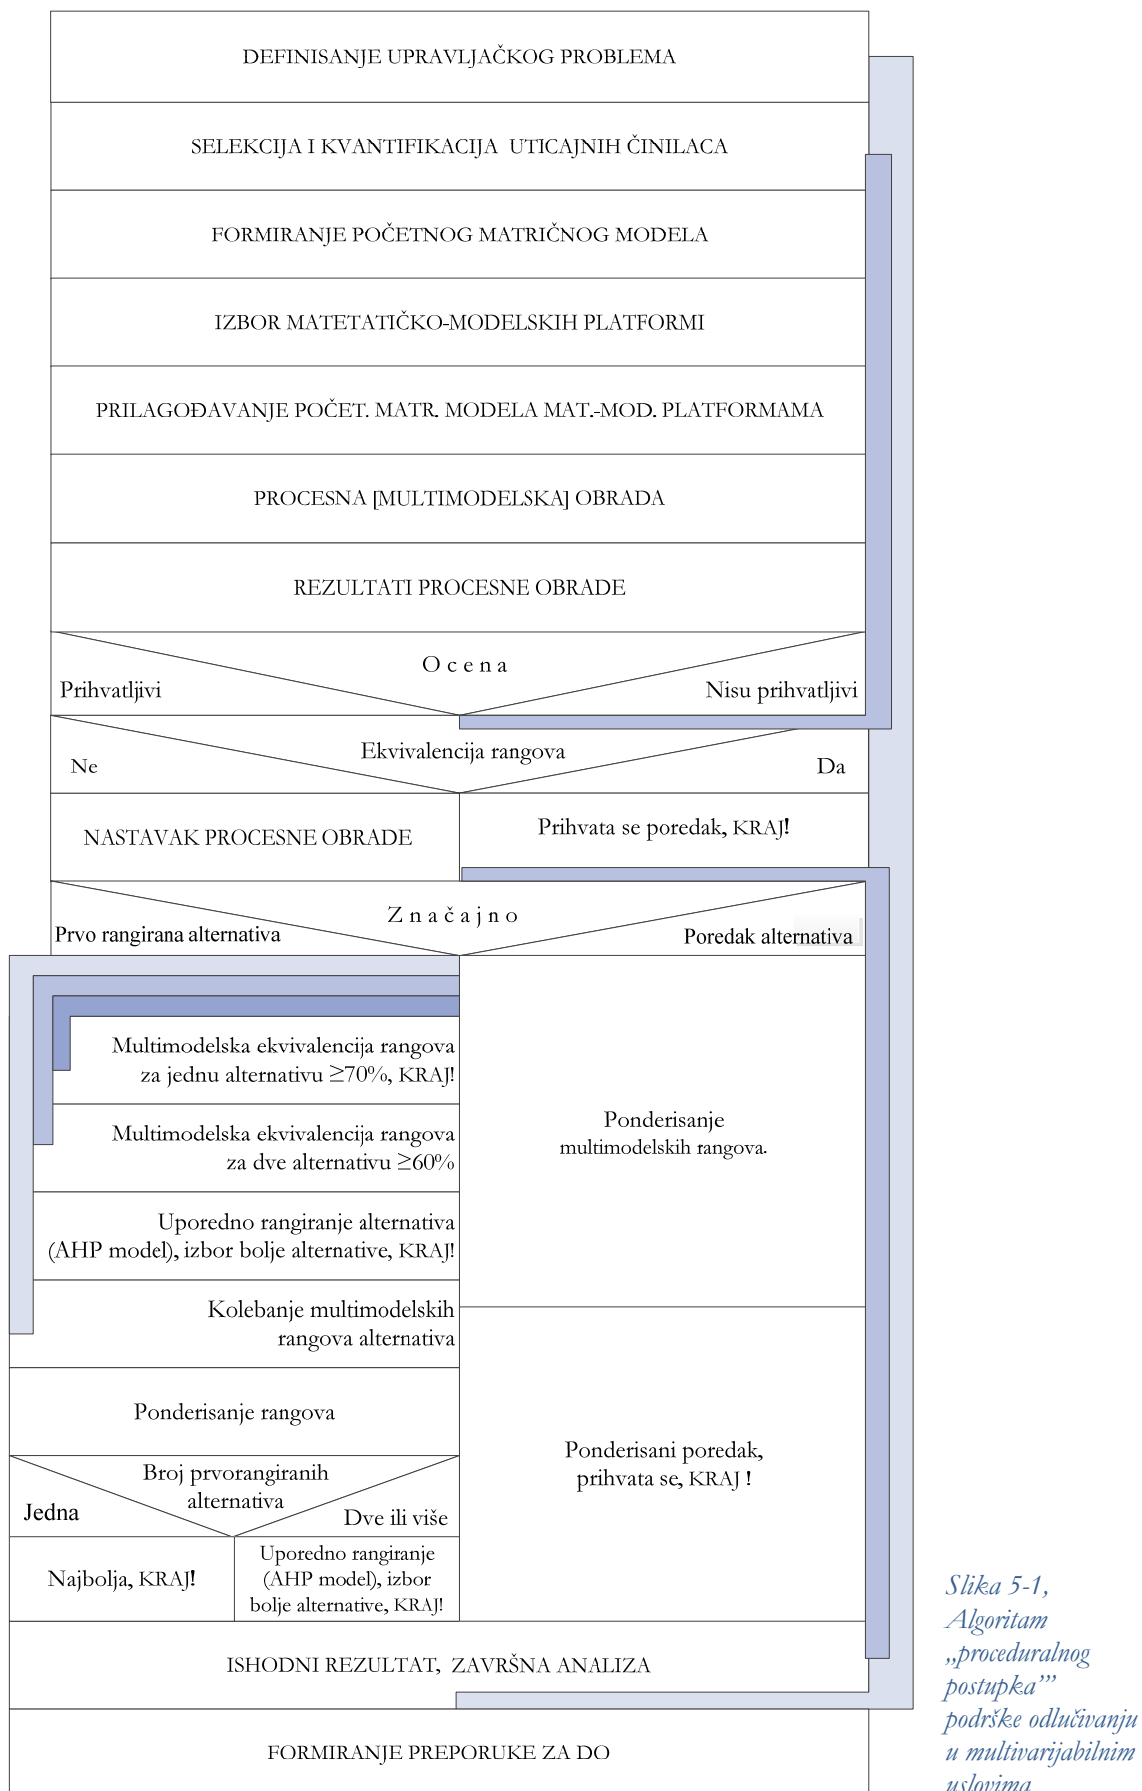 DEFINISANJE UPRAVLJAČKOG PROBLEMA
SELEKCIJA I KVANTIFIKACIJA UTICAJNIH ČINILACA
FORMIRANJE POČETNOG MATRIČNOG MODELA
IZBOR MATETATIČKO-MODELSKIH PLATFORMI
PRILAGOĐAVANJE POČET. MATR. MODELA MAT.-MOD. PLATFORMAMA
PROCESNA [MULTIMODELSKA] OBRADA
REZULTATI PROCESNE OBRADE
Ocena
Prihvatljivi
Nisu prihvatljivi
Ekvivalencija rangova
Ne
Da
NASTAVAK PROCESNE OBRADE
Prihvata se poredak, KRAJ!
Značajno
Prvo rangirana alternativa
Poredak alternativa
Multimodelska ekvivalencija rangova
za jednu alternativu ≥70%, KRAJ!
Multimodelska ekvivalencija rangova
za dve alternativu ≥60%
Uporedno rangiranje alternativa
(AHP model), izbor bolje alternative, KRAJ!
Kolebanje multimodelskih
rangova alternativa
Ponderisanje rangova
Broj prvorangiranih
alternativa
Jedna
Dve ili više
Najbolja, KRAJ!
Uporedno rangiranje
(AHP model), izbor
bolje alternative, KRAJ!
Ponderisanje
multimodelskih rangova.
Ponderisani poredak,
prihvata se, KRAJ !
ISHODNI REZULTAT, ZAVRŠNA ANALIZA
FORMIRANJE PREPORUKE ZA DO
Slika 5-1,
Algoritam
„proceduralnog
postupka’”
podrške odlučivanju
u multivarijabilnim
uslovima